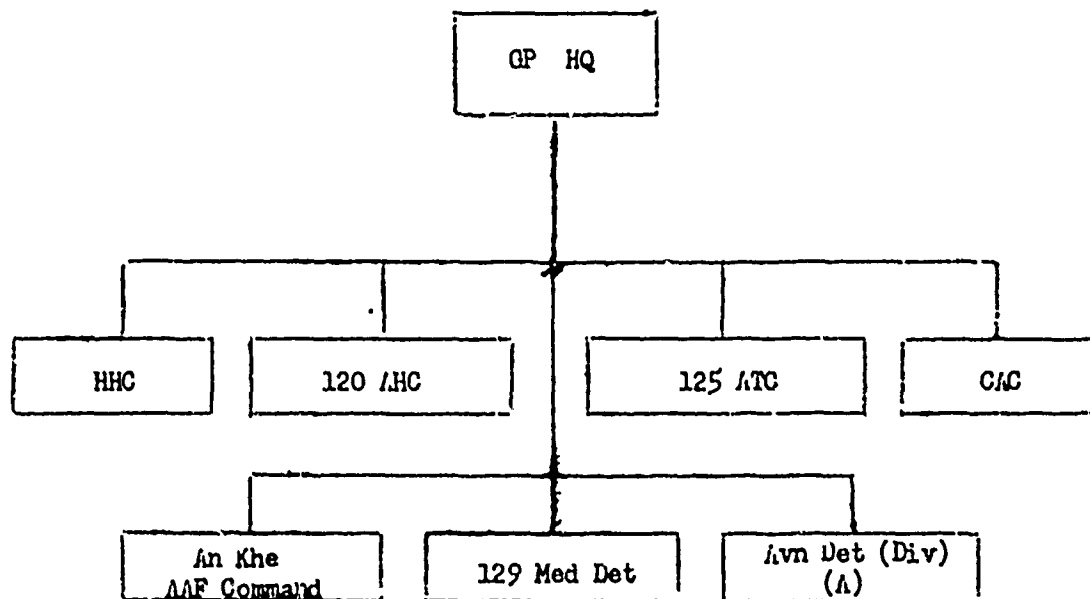 GP HQ
HHC
120 AHC
125 ATC
CAC
An Khe
AAF Command
129 Med Det
Avn Det (Div)
(A)